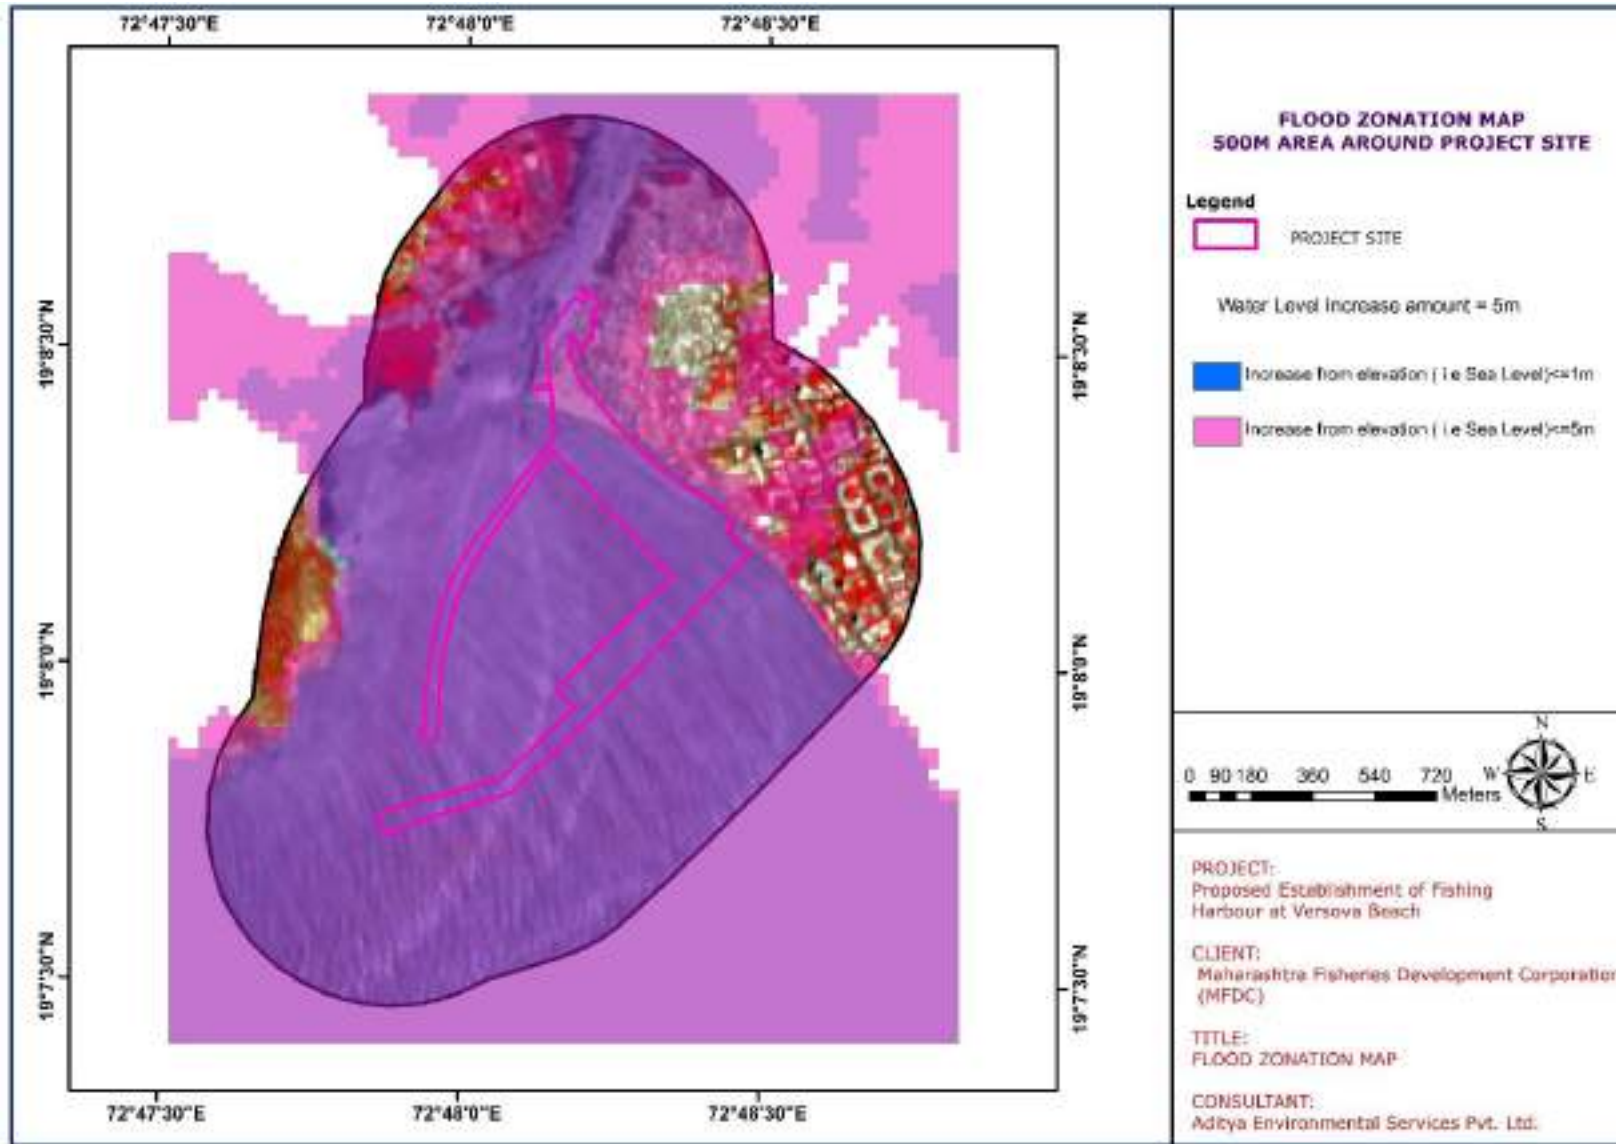 72°47'30"E 72°48'0"E 72°48'30"E
19°8'30"N
19°8'0"N
19°7'30"N
19°8'30"N
19°8'0"N
19°7'30"N
72°47'30"E 72°48'0"E 72°48'30"E
FLOOD ZONATION MAP
500M AREA AROUND PROJECT SITE
Legend
PROJECT SITE
Water Level Increase amount = 5m
Increase from elevation ( i.e Sea Level)<=1m
Increase from elevation ( i.e Sea Level)<=5m
N
W E
S
0 90 180 360 540 720
Meters
PROJECT:
Proposed Establishment of Fishing
Harbour at Versova Beach
CLIENT:
Maharashtra Fisheries Development Corporation
(MFDC)
TITLE:
FLOOD ZONATION MAP
CONSULTANT:
Aditya Environmental Services Pvt. Ltd.